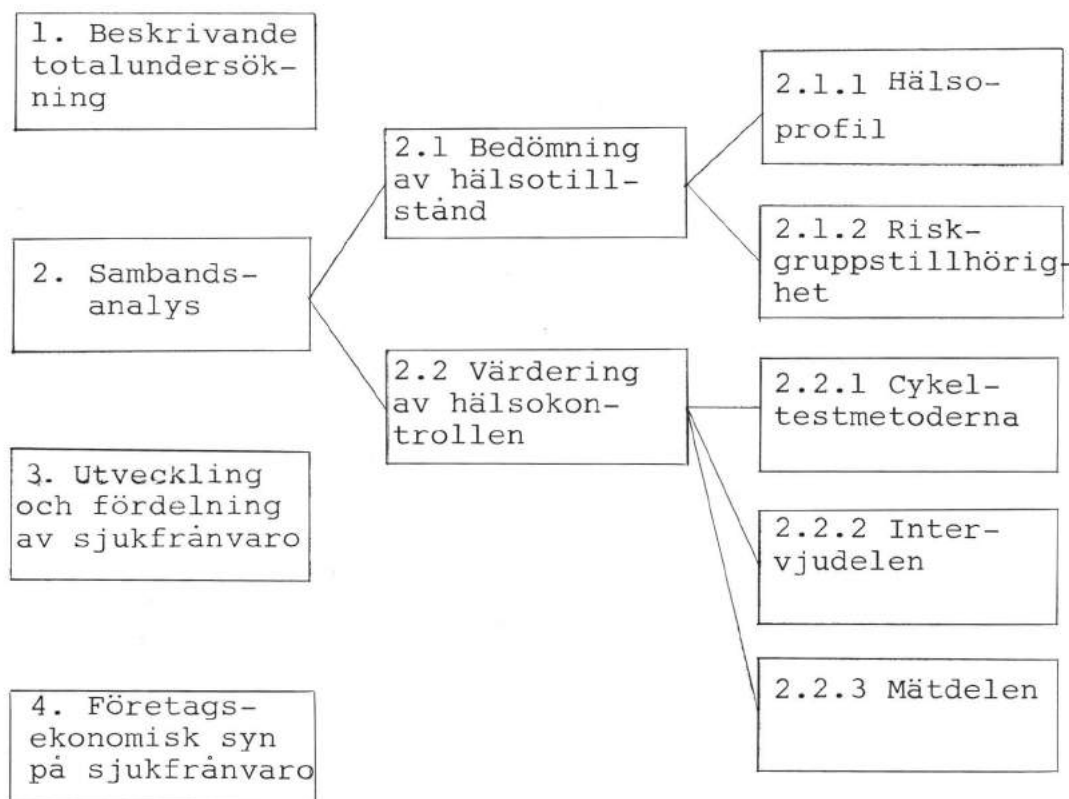 1. Beskrivande
totalundersök-
ning
2. Sambands-
analys
3. Utveckling
och fördelning
av sjukfrånvaro
4. Företags-
ekonomisk syn
på sjukfrånvaro
2.1 Bedömning
av hälsotill-
stånd
2.2 Värdering
av hälsokon-
trollen
2.1.1 Hälso-
profil
2.1.2 Risk-
gruppstillhörig-
het
2.2.1 Cykel-
testmetoderna
2.2.2 Inter-
vjudelen
2.2.3 Mätdelen